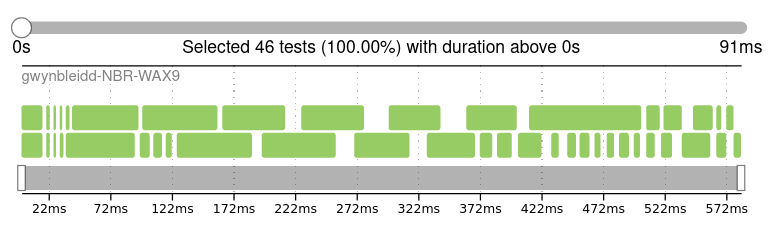 0s Selected 46 tests (100.00%) with duration above 0s 91ms
gwynbleidd-NBR-WAX9
22ms 72ms 122ms 172ms 222ms 272ms 322ms 372ms 422ms 472ms 522ms 572ms